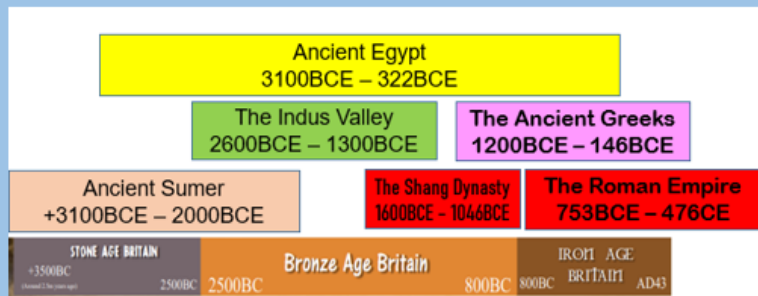 Ancient Egypt
3100BCE – 322BCE
The Indus Valley
2600BCE – 1300BCE
The Ancient Greeks
1200BCE – 146BCE
Ancient Sumer
+3100BCE – 2000BCE
The Shang Dynasty
1600BCE – 1046BCE
The Roman Empire
753BCE – 476CE
STONE AGE BRITAIN
+3500BC
2500BC
Bronze Age Britain
2500BC
800BC
IRON AGE
BRITAIN
800BC
AD43